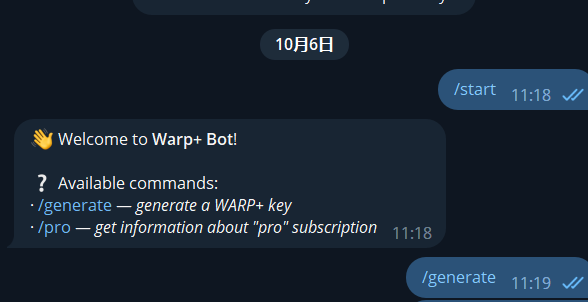 10月6日
/start 11:18
👋 Welcome to Warp+ Bot!
❔ Available commands:
· /generate — generate a WARP+ key
· /pro — get information about "pro" subscription 11:18
/generate 11:19